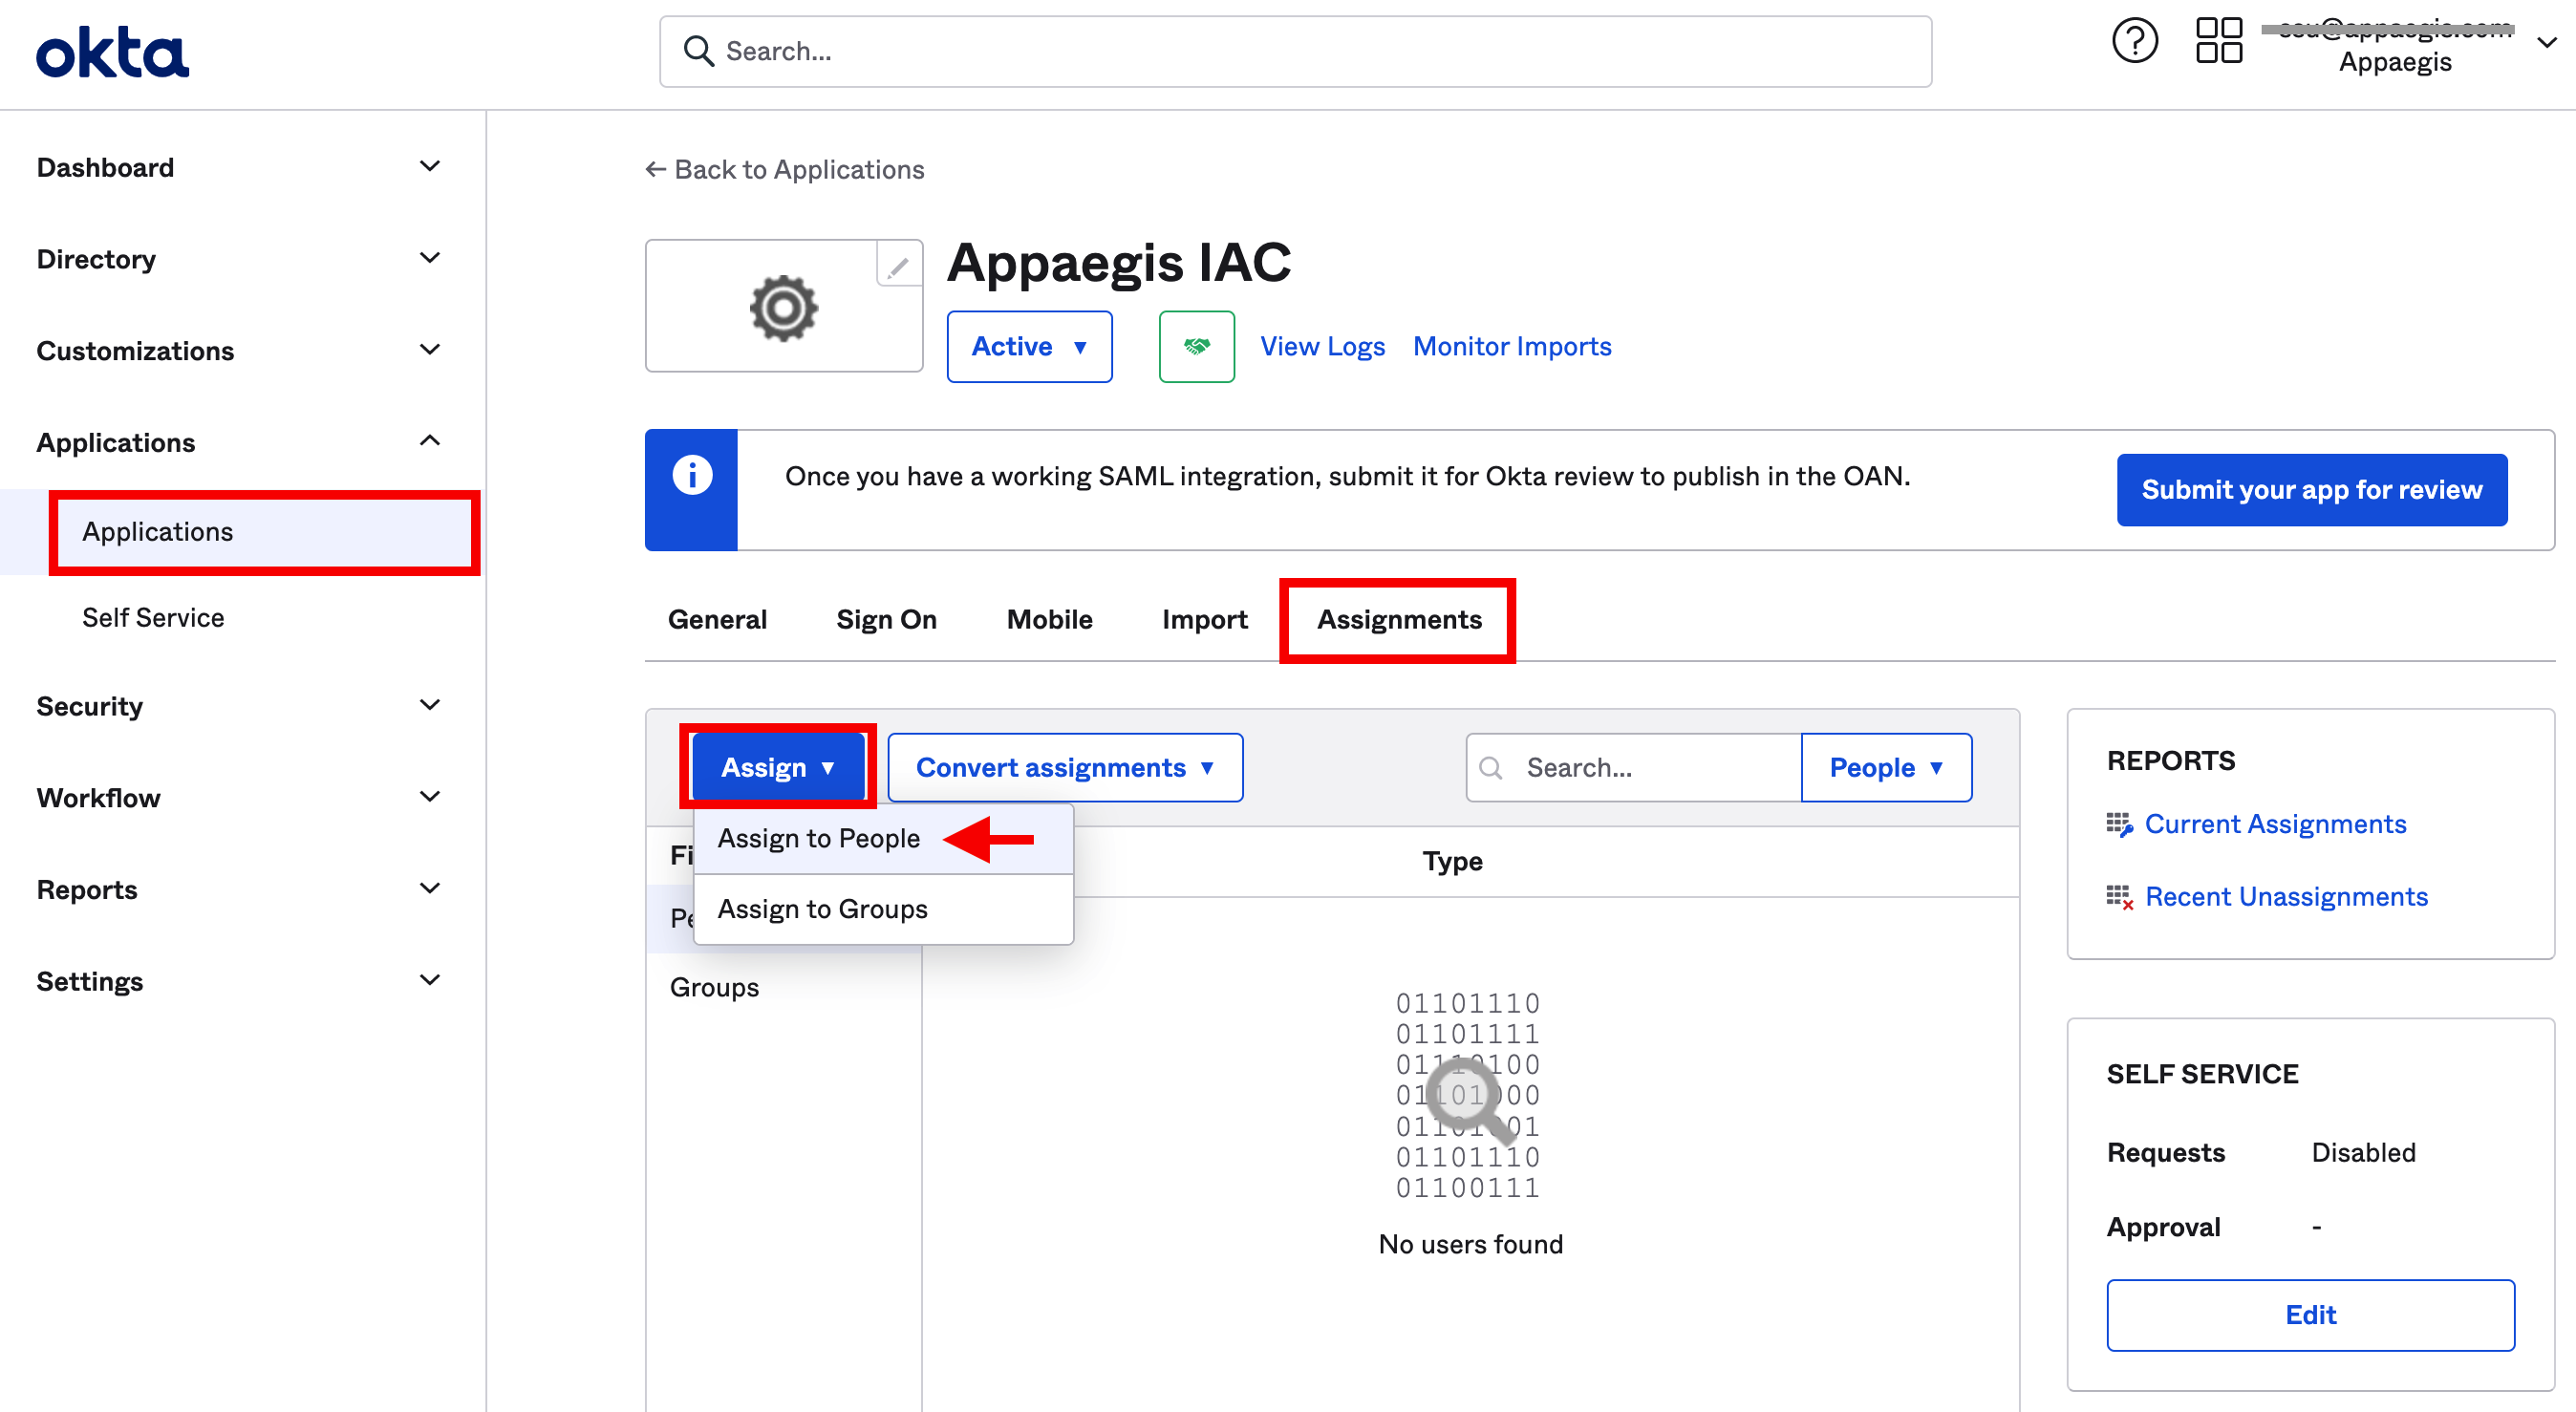 okta
Search...
Appaegis
Dashboard
Directory
Customizations
Applications
Applications
Self Service
Security
Workflow
Reports
Settings
← Back to Applications
Appaegis IAC
Active ▼
View Logs
Monitor Imports
Once you have a working SAML integration, submit it for Okta review to publish in the OAN.
Submit your app for review
General
Sign On
Mobile
Import
Assignments
Assign ▼
Convert assignments ▼
Search...
People ▼
Assign to People
Assign to Groups
Type
Groups
01101110
01101111
01110100
01101000
01101001
01101110
01100111
No users found
REPORTS
Current Assignments
Recent Unassignments
SELF SERVICE
Requests Disabled
Approval -
Edit